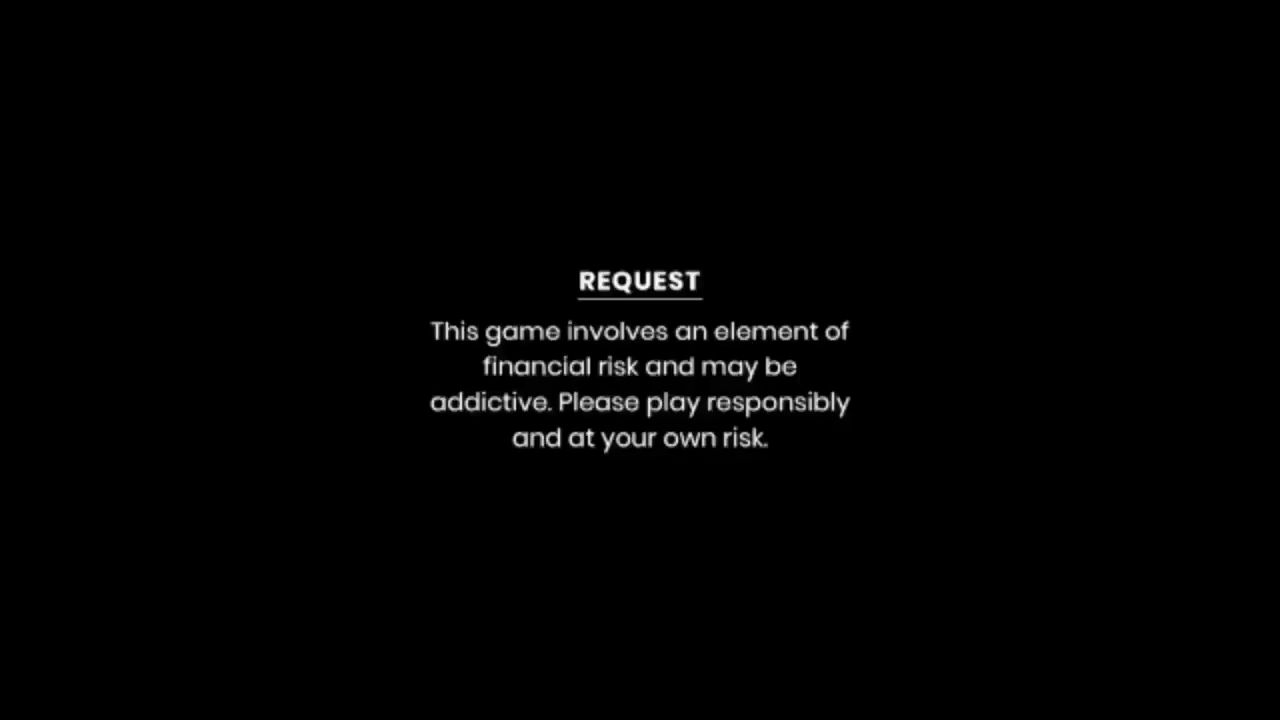 REQUEST
This game involves an element of
financial risk and may be
addictive. Please play responsibly
and at your own risk.